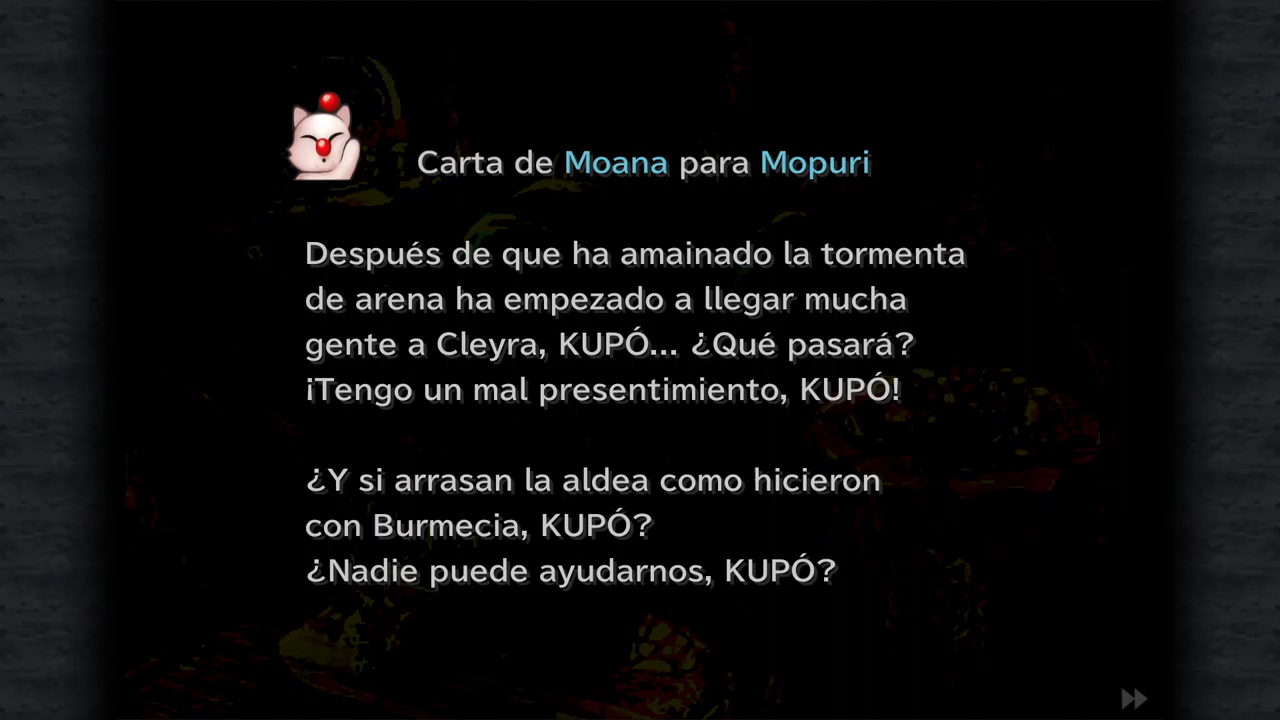 Carta de Moana para Mopuri
Después de que ha amainado la tormenta
de arena ha empezado a llegar mucha
gente a Cleyra, KUPÓ... ¿Qué pasará?
¡Tengo un mal presentimiento, KUPÓ!
¿Y si arrasan la aldea como hicieron
con Burmecia, KUPÓ?
¿Nadie puede ayudarnos, KUPÓ?